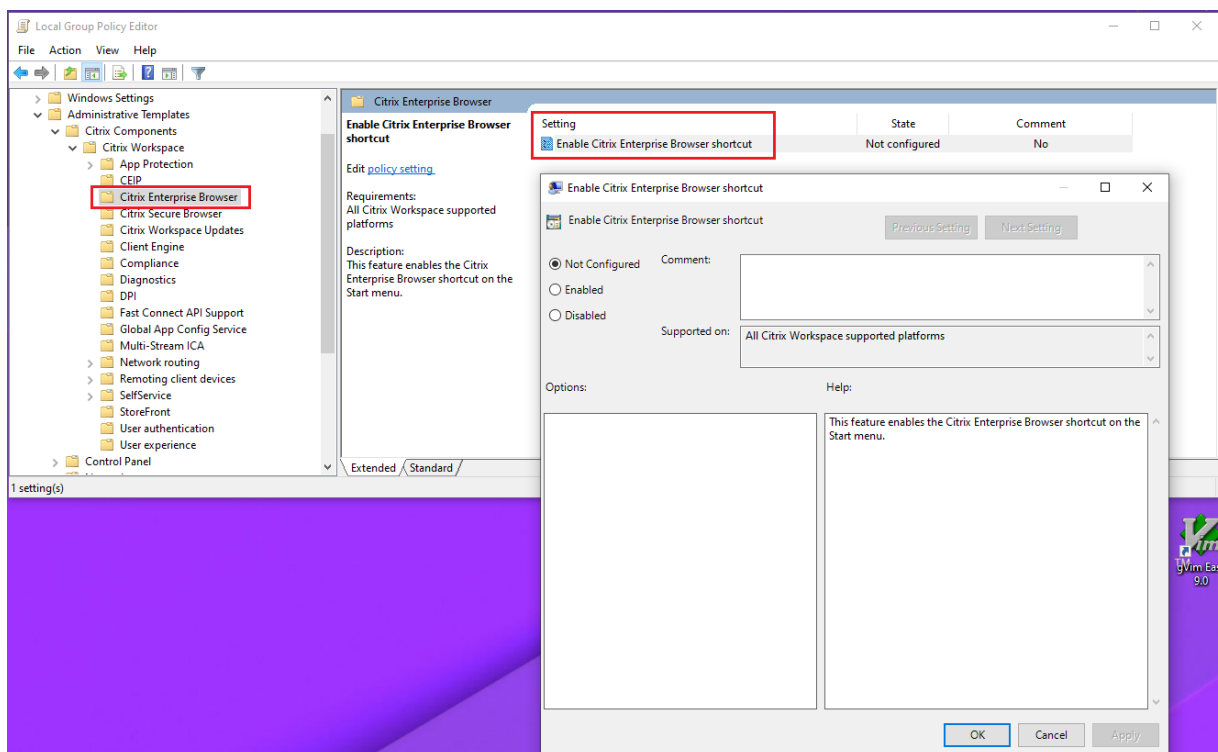 Local Group Policy Editor
File Action View Help
Windows Settings
Administrative Templates
Citrix Components
Citrix Workspace
App Protection
CEIP
Citrix Enterprise Browser
Citrix Secure Browser
Citrix Workspace Updates
Client Engine
Compliance
Diagnostics
DPI
Fast Connect API Support
Global App Config Service
Multi-Stream ICA
Network routing
Remoting client devices
SelfService
StoreFront
User authentication
User experience
Control Panel
1 setting(s)
Citrix Enterprise Browser
Enable Citrix Enterprise Browser
shortcut
Edit policy setting
Requirements:
All Citrix Workspace supported
platforms
Description:
This feature enables the Citrix
Enterprise Browser shortcut on the
Start menu.
Setting State Comment
Enable Citrix Enterprise Browser shortcut Not configured No
Extended Standard
Enable Citrix Enterprise Browser shortcut
Enable Citrix Enterprise Browser shortcut
Previous Setting Next Setting
Not Configured Comment:
Enabled
Disabled
Supported on: All Citrix Workspace supported platforms
Options: Help:
This feature enables the Citrix Enterprise Browser shortcut on the
Start menu.
OK Cancel Apply
Vim
gVim Eas
9.0